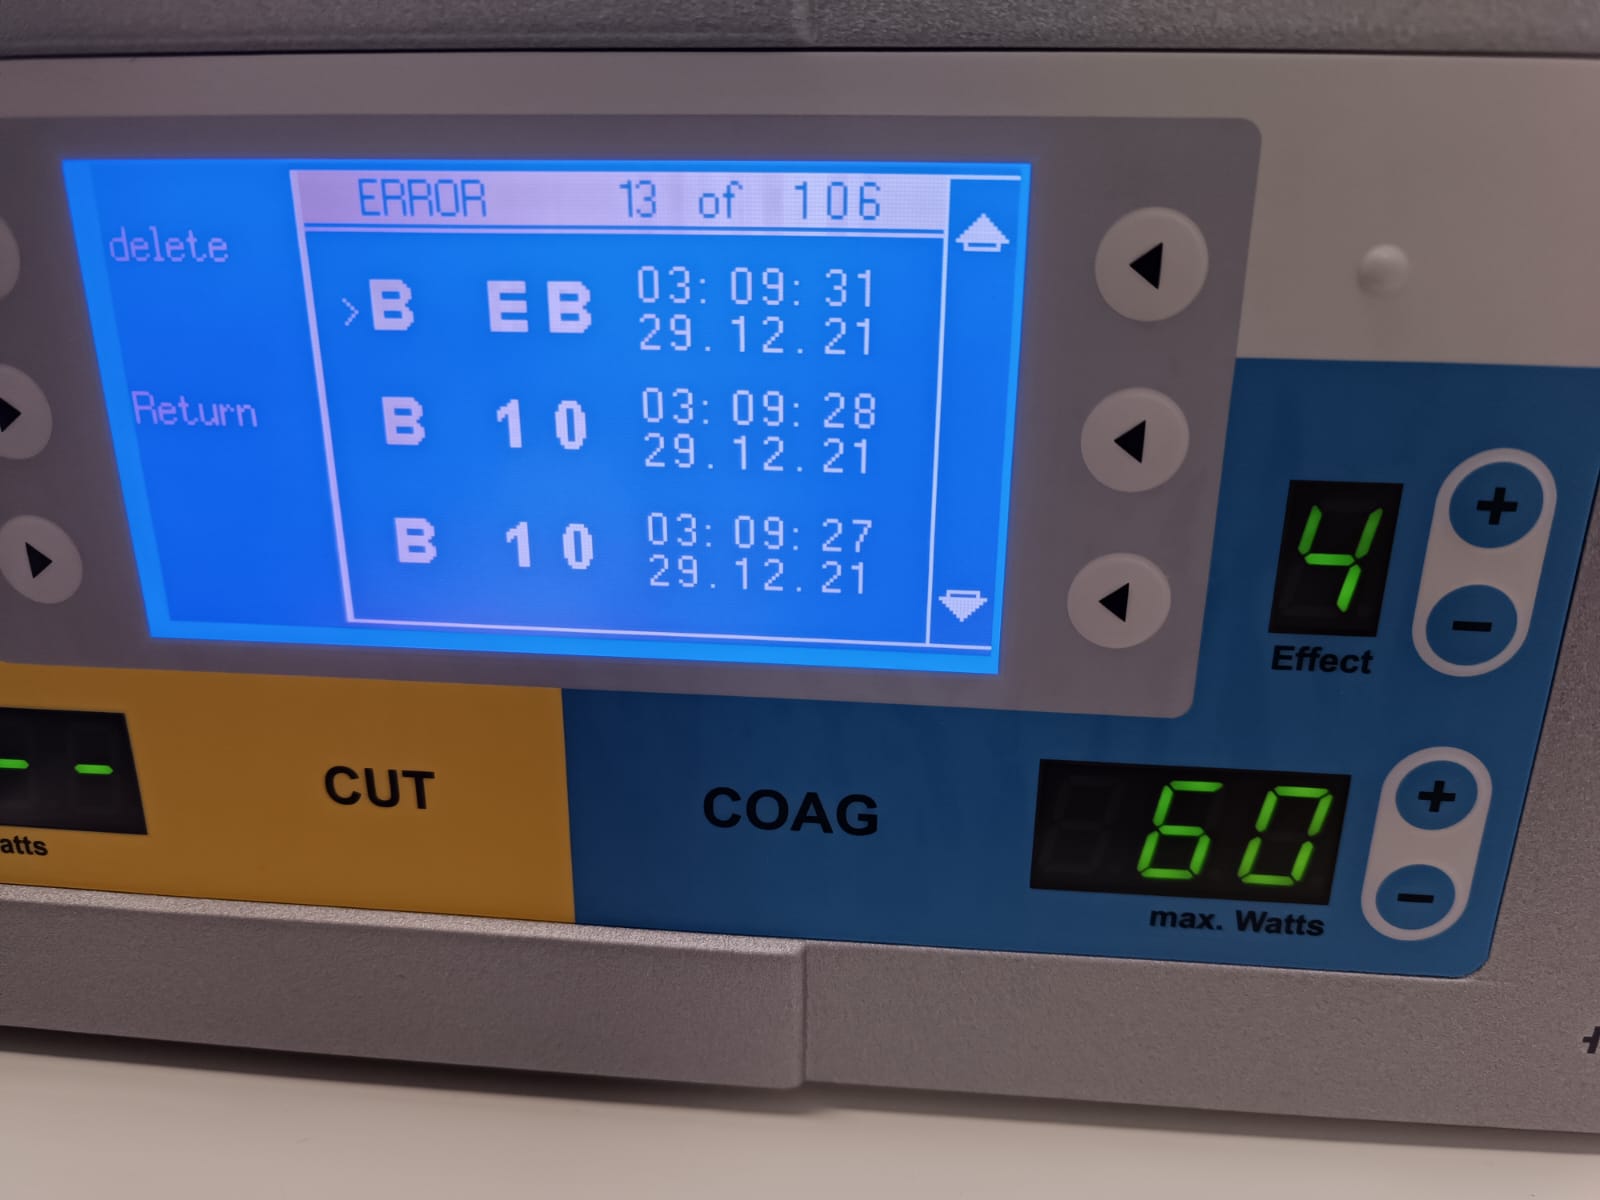 ERROR 13 of 106
delete
>B EB 03:09:31
29.12.21
Return
B 10 03:09:28
29.12.21
B 10 03:09:27
29.12.21
4
Effect
- -
atts
CUT
COAG
60
max. Watts